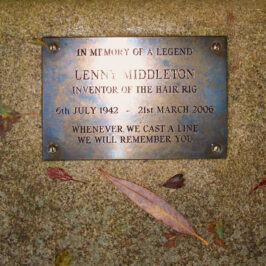 IN MEMORY OF A LEGEND
LENNY MIDDLETON
INVENTOR OF THE HAIR RIG
6th JULY 1942 - 21st MARCH 2006
WHENEVER WE CAST A LINE
WE WILL REMEMBER YOU